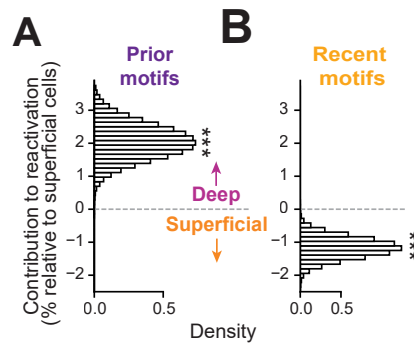 A
B
Prior
motifs
Recent
motifs
Contribution to reactivation
(% relative to superficial cells)
3
2
1
0
−1
−2
***
Deep
Superficial
0.0
0.5
3
2
1
0
−1
−2
***
0.0
0.5
Density